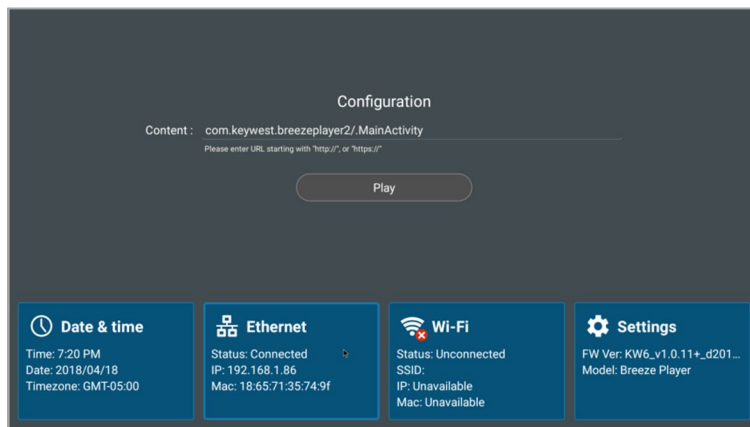 Configuration
Content : com.keywest.breezeplayer2/.MainActivity
Please enter URL starting with "http://", or "https://"
Play
Date & time
Time: 7:20 PM
Date: 2018/04/18
Timezone: GMT-05:00
Ethernet
Status: Connected
IP: 192.168.1.86
Mac: 18:65:71:35:74:9f
Wi-Fi
Status: Unconnected
SSID:
IP: Unavailable
Mac: Unavailable
Settings
FW Ver: KW6_v1.0.11+_d201...
Model: Breeze Player